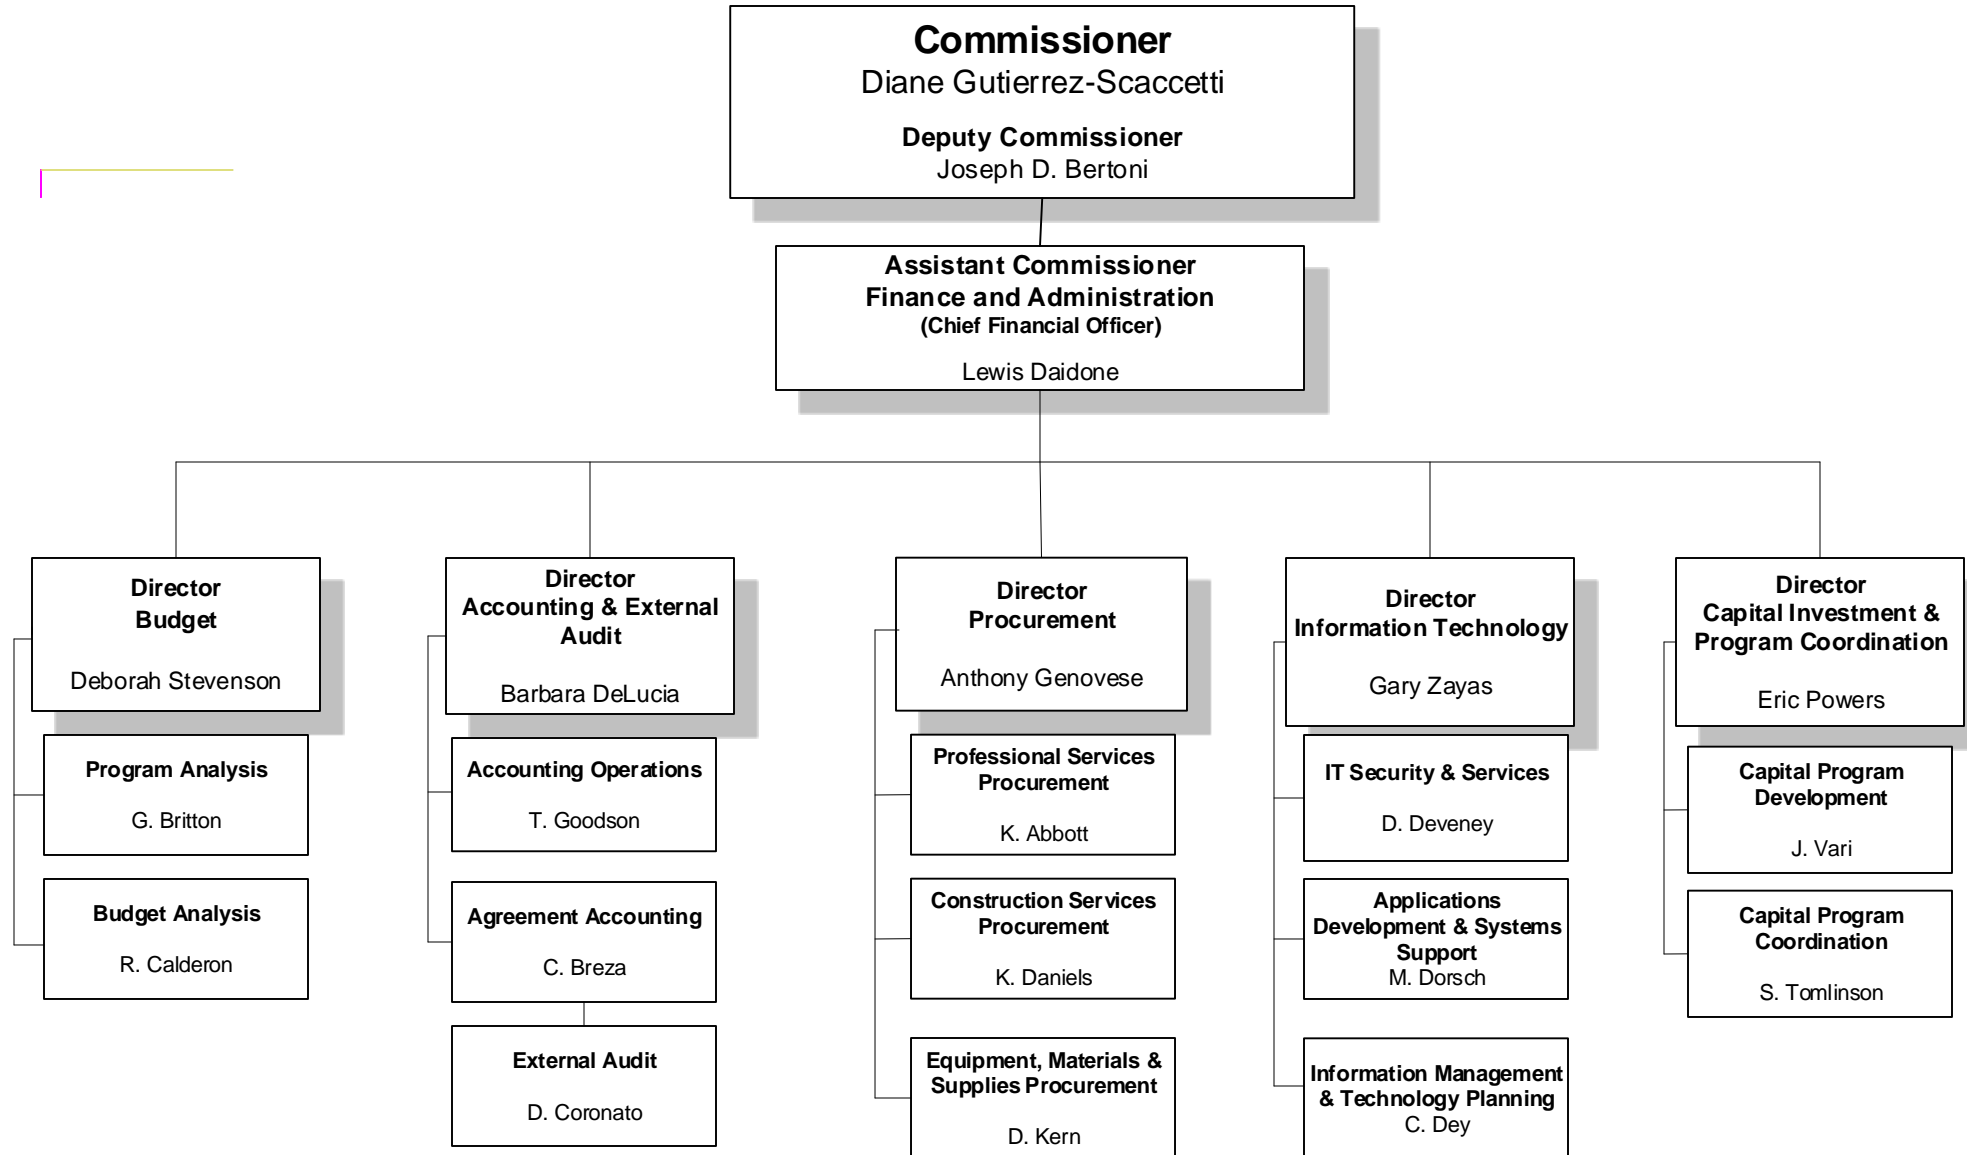 Commissioner
Diane Gutierrez-Scaccetti
Deputy Commissioner
Joseph D. Bertoni
Assistant Commissioner
Finance and Administration
(Chief Financial Officer)
Lewis Daidone
Director
Budget
Deborah Stevenson
Program Analysis
G. Britton
Budget Analysis
R. Calderon
Director
Accounting & External
Audit
Barbara DeLucia
Accounting Operations
T. Goodson
Agreement Accounting
C. Breza
External Audit
D. Coronato
Director
Procurement
Anthony Genovese
Professional Services
Procurement
K. Abbott
Construction Services
Procurement
K. Daniels
Equipment, Materials &
Supplies Procurement
D. Kern
Director
Information Technology
Gary Zayas
IT Security & Services
D. Deveney
Applications
Development & Systems
Support
M. Dorsch
Information Management
& Technology Planning
C. Dey
Director
Capital Investment &
Program Coordination
Eric Powers
Capital Program
Development
J. Vari
Capital Program
Coordination
S. Tomlinson